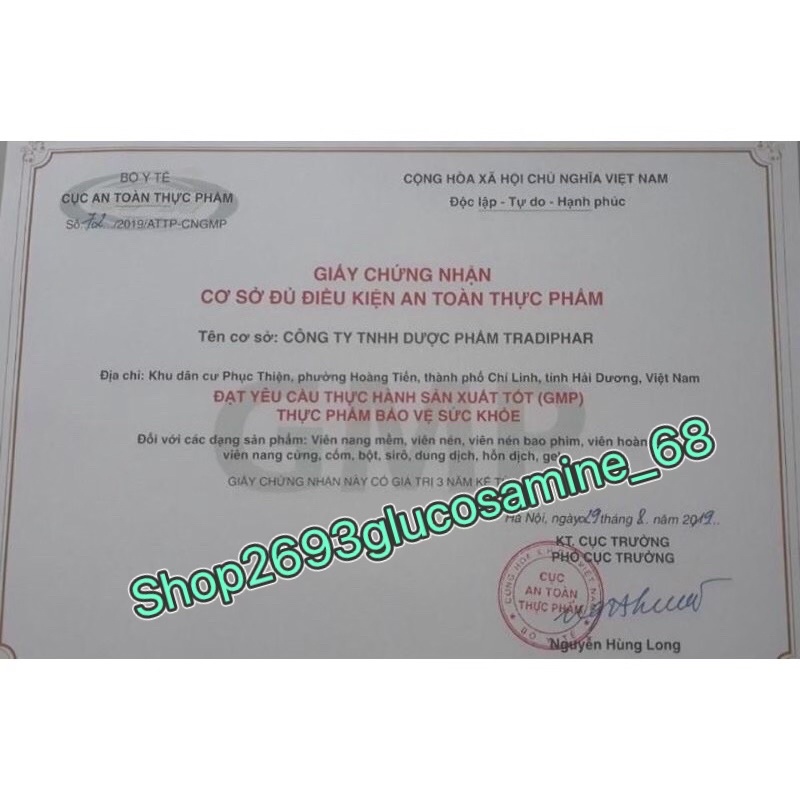 BỘ Y TẾ
CỤC AN TOÀN THỰC PHẨM
Số: 72 /2019/ATTP-CNGMP
CỘNG HÒA XÃ HỘI CHỦ NGHĨA VIỆT NAM
Độc lập - Tự do - Hạnh phúc
GIẤY CHỨNG NHẬN
CƠ SỞ ĐỦ ĐIỀU KIỆN AN TOÀN THỰC PHẨM
Tên cơ sở: CÔNG TY TNHH DƯỢC PHẨM TRADIPHAR
Địa chỉ: Khu dân cư Phục Thiện, phường Hoàng Tiến, thành phố Chí Linh, tỉnh Hải Dương, Việt Nam
GMP
ĐẠT YÊU CẦU THỰC HÀNH SẢN XUẤT TỐT (GMP)
THỰC PHẨM BẢO VỆ SỨC KHỎE
Đối với các dạng sản phẩm: Viên nang mềm, viên nén, viên nén bao phim, viên hoàn
viên nang cứng, cốm, bột, sirô, dung dịch, hỗn dịch, gel
GIẤY CHỨNG NHẬN NÀY CÓ GIÁ TRỊ 3 NĂM KỂ
Shop2693glucosamine_68
Hà Nội, ngày 29 tháng 8. năm 2019..
KT. CỤC TRƯỞNG
PHÓ CỤC TRƯỞNG
CỤC
AN TOÀN
THỰC PHẨM
Nguyễn Hùng Long